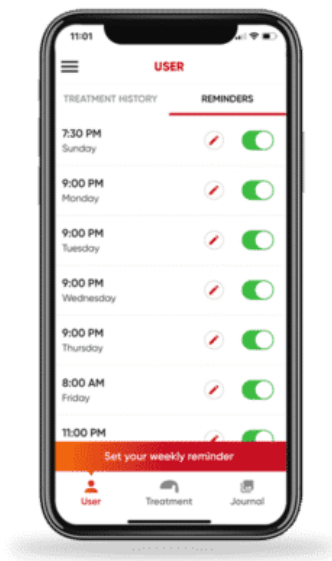 11:01
USER
TREATMENT HISTORY REMINDERS
7:30 PM
Sunday
9:00 PM
Monday
9:00 PM
Tuesday
9:00 PM
Wednesday
9:00 PM
Thursday
8:00 AM
Friday
11:00 PM
Set your weekly reminder
User Treatment Journal